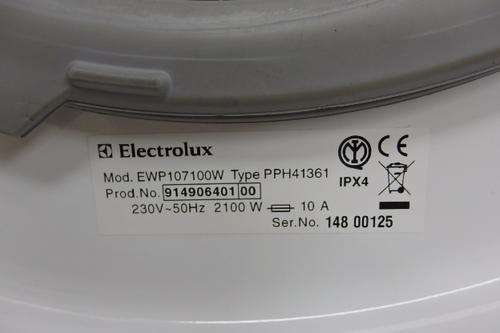 Electrolux
Mod. EWP107100W Type PPH41361
Prod.No. 914906401 00
230V~50Hz 2100 W 10 A
Ser.No. 148 00125
IPX4
CE